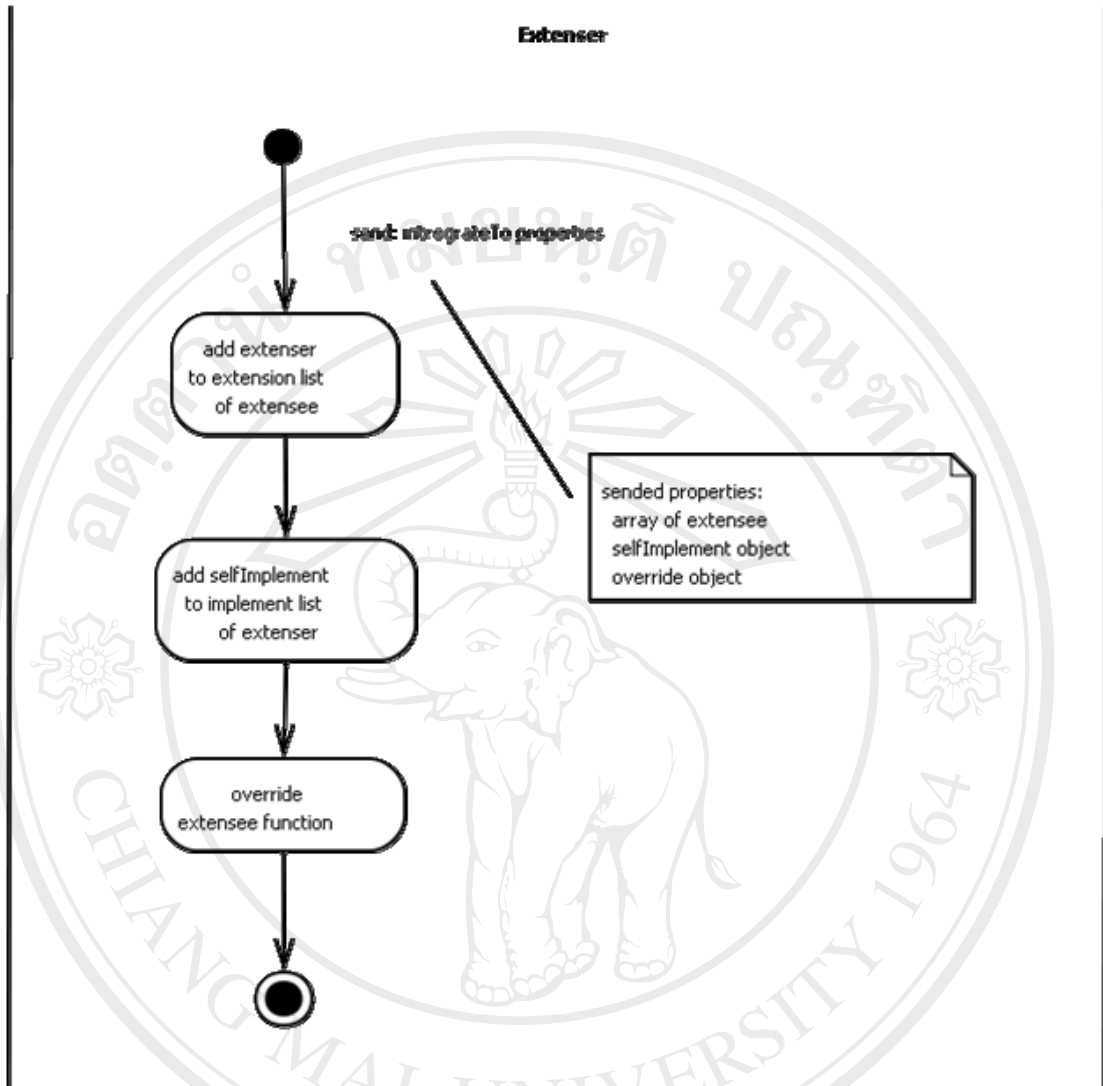 Extenser
send: intregrateTo properties
add extenser
to extension list
of extensee
sended properties:
array of extensee
selfImplement object
override object
add selfImplement
to implement list
of extenser
override
extensee function
CHIANG MAI UNIVERSITY 1964